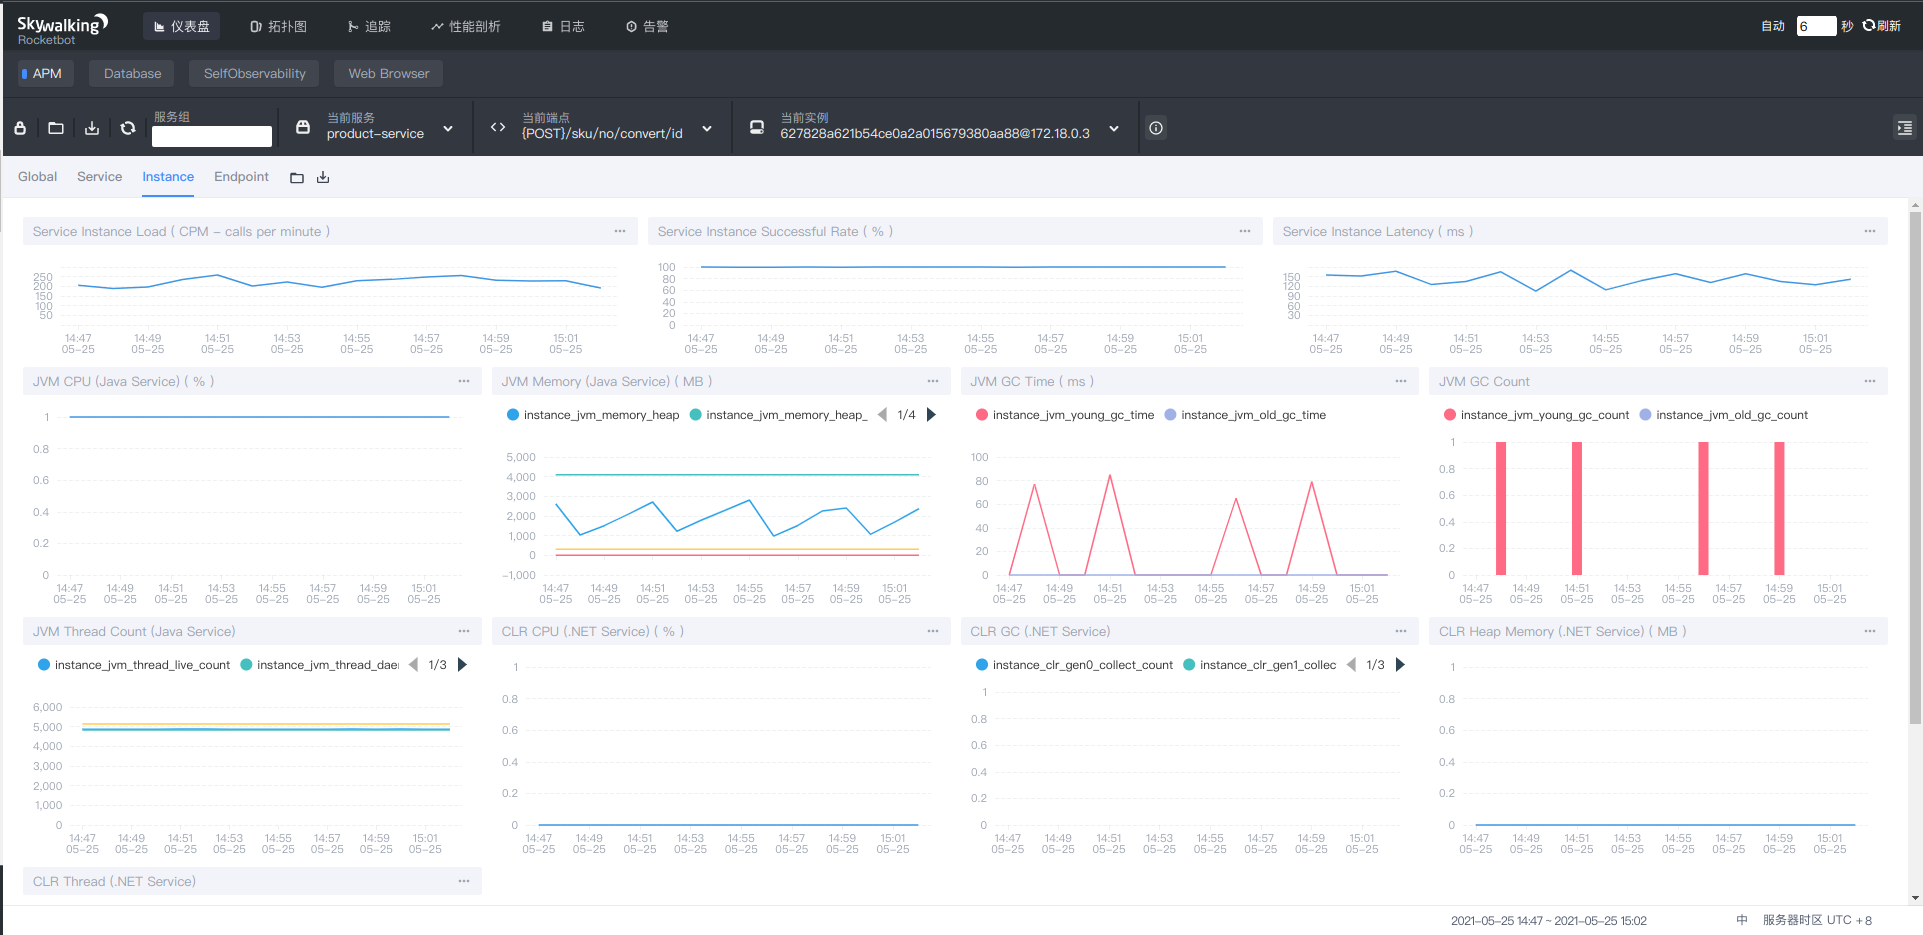 Skywalking
Rocketbot
仪表盘 拓扑图 追踪 性能剖析 日志 告警
自动 6 秒 刷新
APM Database SelfObservability Web Browser
服务组
当前服务
product-service
当前端点
{POST}/sku/no/convert/id
当前实例
627828a621b54ce0a2a015679380aa88@172.18.0.3
Global Service Instance Endpoint
Service Instance Load ( CPM - calls per minute )
250
200
150
100
50
14:47 14:49 14:51 14:53 14:55 14:57 14:59 15:01
05-25 05-25 05-25 05-25 05-25 05-25 05-25 05-25
Service Instance Successful Rate ( % )
100
80
60
40
20
0
14:47 14:49 14:51 14:53 14:55 14:57 14:59 15:01
05-25 05-25 05-25 05-25 05-25 05-25 05-25 05-25
Service Instance Latency ( ms )
150
120
90
60
30
14:47 14:49 14:51 14:53 14:55 14:57 14:59 15:01
05-25 05-25 05-25 05-25 05-25 05-25 05-25 05-25
JVM CPU (Java Service) ( % )
1
0.8
0.6
0.4
0.2
0
14:47 14:49 14:51 14:53 14:55 14:57 14:59 15:01
05-25 05-25 05-25 05-25 05-25 05-25 05-25 05-25
JVM Memory (Java Service) ( MB )
instance_jvm_memory_heap instance_jvm_memory_heap_ 1/4
5,000
4,000
3,000
2,000
1,000
0
-1,000
14:47 14:49 14:51 14:53 14:55 14:57 14:59 15:01
05-25 05-25 05-25 05-25 05-25 05-25 05-25 05-25
JVM GC Time ( ms )
instance_jvm_young_gc_time instance_jvm_old_gc_time
100
80
60
40
20
0
14:47 14:49 14:51 14:53 14:55 14:57 14:59 15:01
05-25 05-25 05-25 05-25 05-25 05-25 05-25 05-25
JVM GC Count
instance_jvm_young_gc_count instance_jvm_old_gc_count
1
0.8
0.6
0.4
0.2
0
14:47 14:49 14:51 14:53 14:55 14:57 14:59 15:01
05-25 05-25 05-25 05-25 05-25 05-25 05-25 05-25
JVM Thread Count (Java Service)
instance_jvm_thread_live_count instance_jvm_thread_dae 1/3
6,000
5,000
4,000
3,000
2,000
1,000
0
14:47 14:49 14:51 14:53 14:55 14:57 14:59 15:01
05-25 05-25 05-25 05-25 05-25 05-25 05-25 05-25
CLR CPU (.NET Service) ( % )
1
0.8
0.6
0.4
0.2
0
14:47 14:49 14:51 14:53 14:55 14:57 14:59 15:01
05-25 05-25 05-25 05-25 05-25 05-25 05-25 05-25
CLR GC (.NET Service)
instance_clr_gen0_collect_count instance_clr_gen1_collec 1/3
1
0.8
0.6
0.4
0.2
0
14:47 14:49 14:51 14:53 14:55 14:57 14:59 15:01
05-25 05-25 05-25 05-25 05-25 05-25 05-25 05-25
CLR Heap Memory (.NET Service) ( MB )
1
0.8
0.6
0.4
0.2
0
14:47 14:49 14:51 14:53 14:55 14:57 14:59 15:01
05-25 05-25 05-25 05-25 05-25 05-25 05-25 05-25
CLR Thread (.NET Service)
2021-05-25 14:47 ~ 2021-05-25 15:02 中 服务器时区 UTC + 8